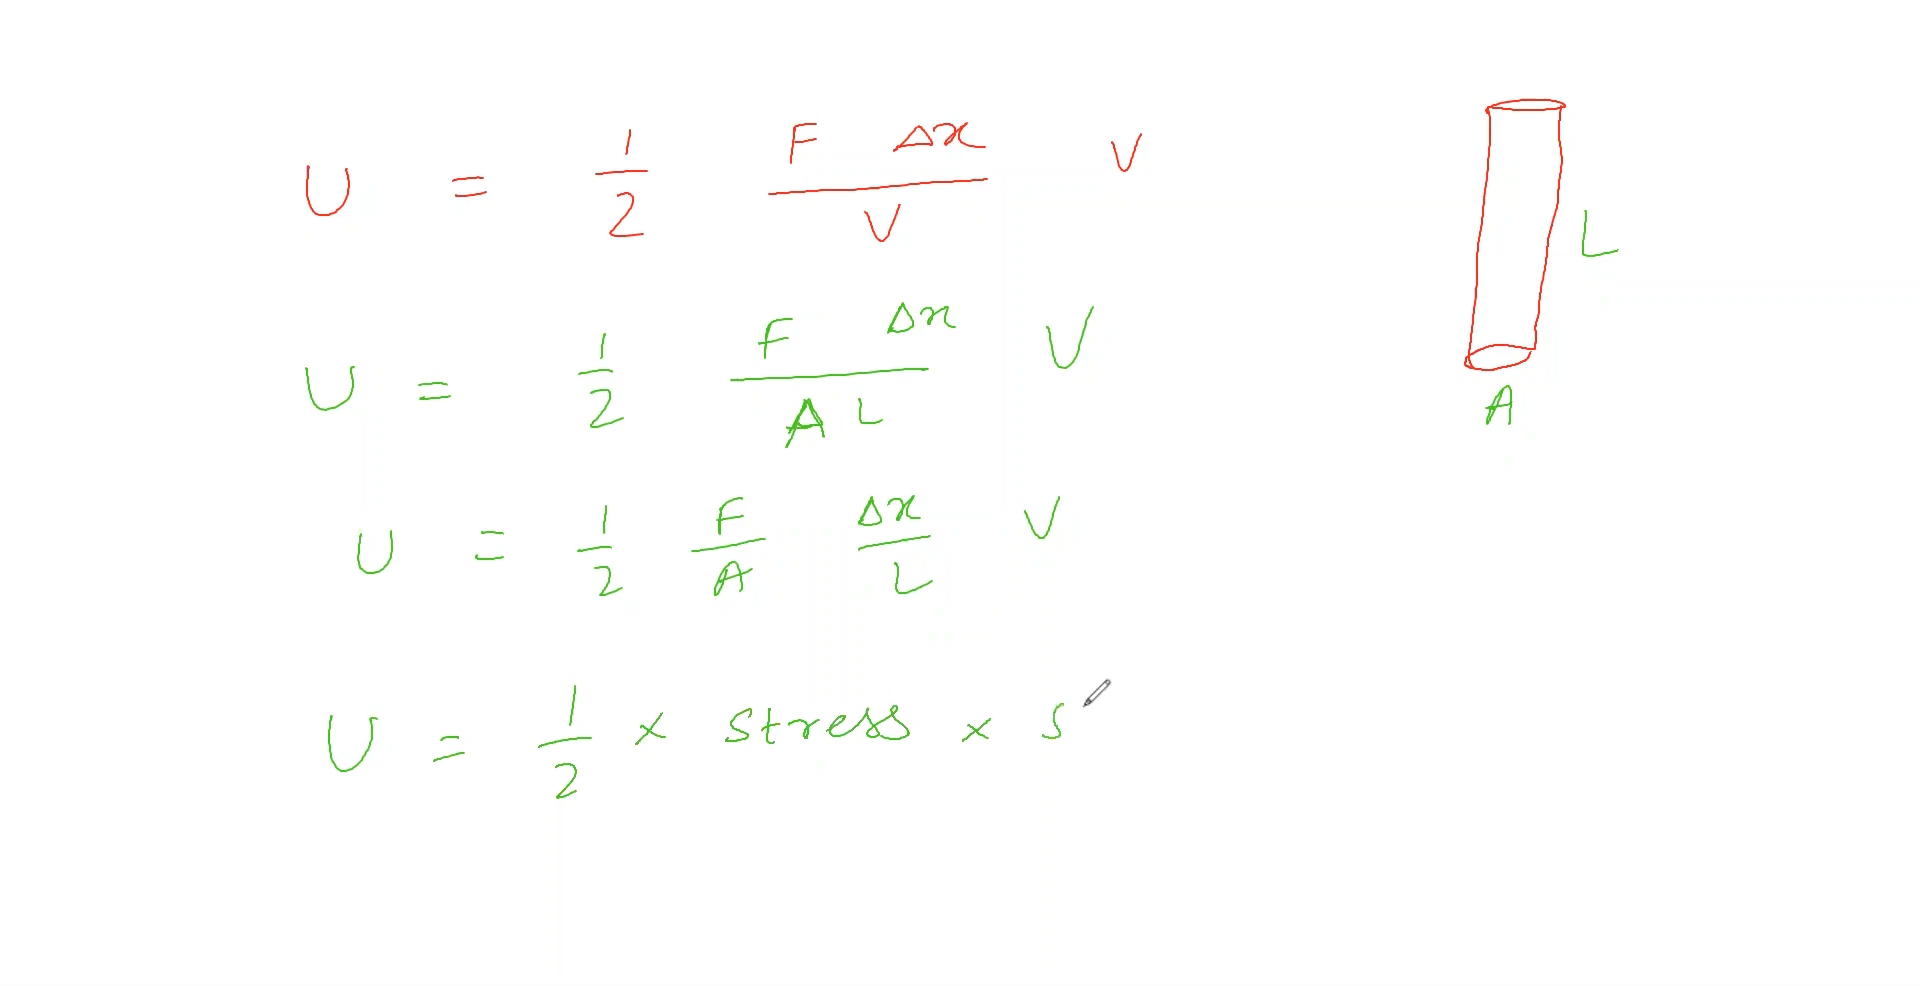 U = 1/2 F Δx / V V
L
U = 1/2 F Δx / A L V
A
U = 1/2 F/A Δx/L V
U = 1/2 × stress × s